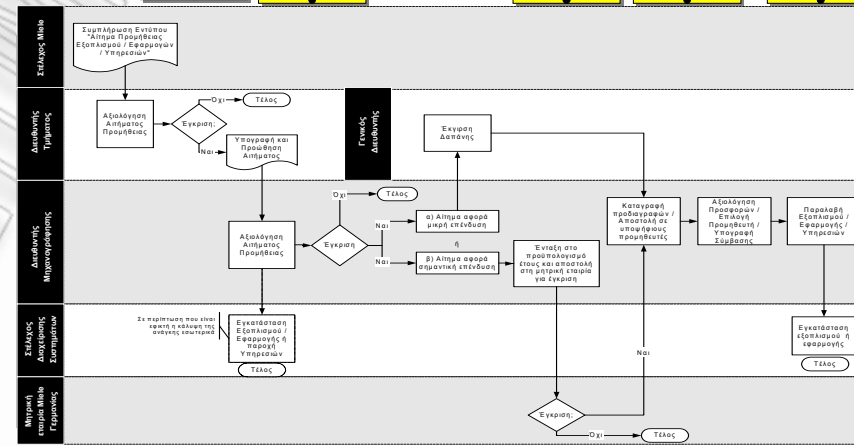 Στέλεχος Miele
Συμπλήρωση Εντύπου
"Αίτημα Προμήθειας
Εξοπλισμού / Εφαρμογών
/ Υπηρεσιών"
Διευθυντής
Τμήματος
Αξιολόγηση
Αιτήματος
Προμήθειας
Έγκριση;
Όχι
Τέλος
Ναι
Υπογραφή και
Προώθηση
Αιτήματος
Γενικός
Διευθυντής
Έκγιρση
Δαπάνης
Διευθυντής
Μηχανογράφησης
Αξιολόγηση
Αιτήματος
Προμήθειας
Έγκριση
Όχι
Τέλος
Ναι
Ναι
α) Αίτημα αφορά
μικρή επένδυση
ή
β) Αίτημα αφορά
σημαντική επένδυση
Ένταξη στο
προϋπολογισμό
έτους και αποστολή
στη μητρική εταιρία
για έγκριση
Καταγραφή
προδιαγραφών /
Αποστολή σε
υποψήφιους
προμηθευτές
Αξιολόγηση
Προσφορών /
Επιλογή
Προμηθευτή /
Υπογραφή
Σύμβασης
Παραλαβή
Εξοπλισμού /
Εφαρμογής /
Υπηρεσιών
Στέλεχος
Διαχείρισης
Συστημάτων
Σε περίπτωση που είναι
εφικτή η κάλυψη της
ανάγκης εσωτερικά
Εγκατάσταση
Εξοπλισμού /
Εφαρμογής ή
παροχή
Υπηρεσιών
Τέλος
Ναι
Εγκατάσταση
εξοπλισμού ή
εφαρμογής
Τέλος
Μητρική
εταιρία Miele
Γερμανίας
Έγκριση;
Όχι
Τέλος